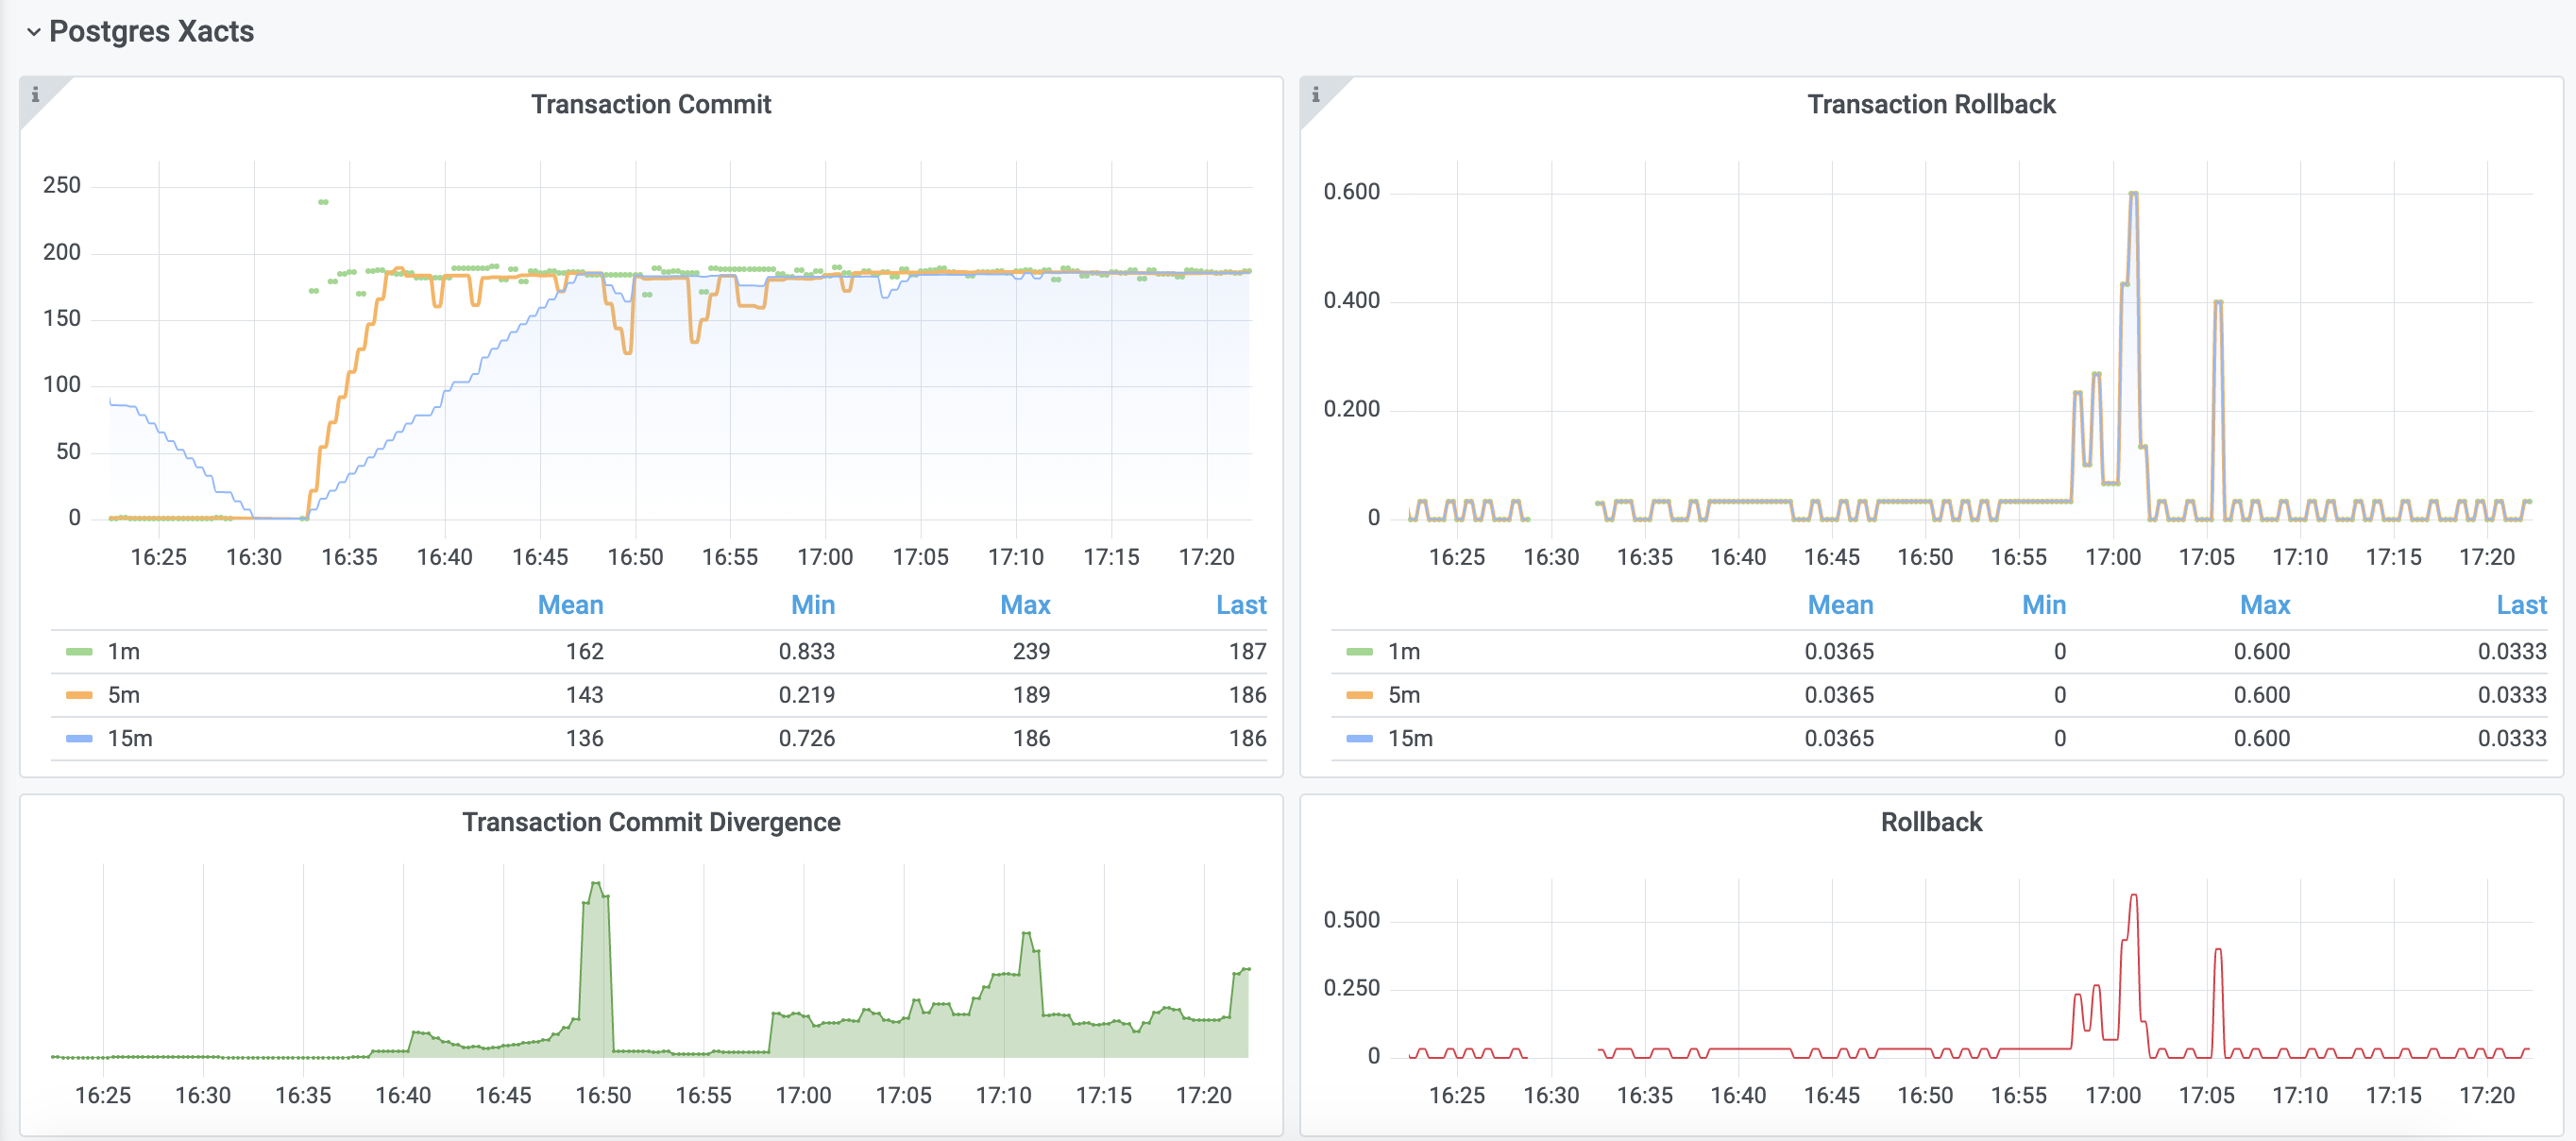 Postgres Xacts
i
Transaction Commit
250
200
150
100
50
0
16:25 16:30 16:35 16:40 16:45 16:50 16:55 17:00 17:05 17:10 17:15 17:20
Mean Min Max Last
1m 162 0.833 239 187
5m 143 0.219 189 186
15m 136 0.726 186 186
i
Transaction Rollback
0.600
0.400
0.200
0
16:25 16:30 16:35 16:40 16:45 16:50 16:55 17:00 17:05 17:10 17:15 17:20
Mean Min Max Last
1m 0.0365 0 0.600 0.0333
5m 0.0365 0 0.600 0.0333
15m 0.0365 0 0.600 0.0333
Transaction Commit Divergence
16:25 16:30 16:35 16:40 16:45 16:50 16:55 17:00 17:05 17:10 17:15 17:20
Rollback
0.500
0.250
0
16:25 16:30 16:35 16:40 16:45 16:50 16:55 17:00 17:05 17:10 17:15 17:20